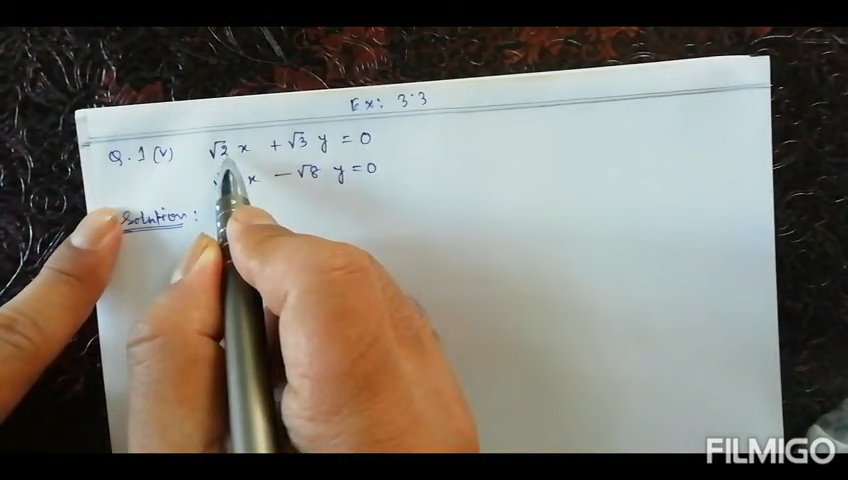 Ex: 3.3
Q.1(v) √2 x + √3 y = 0
x − √8 y = 0
Solution:
FILMIGO